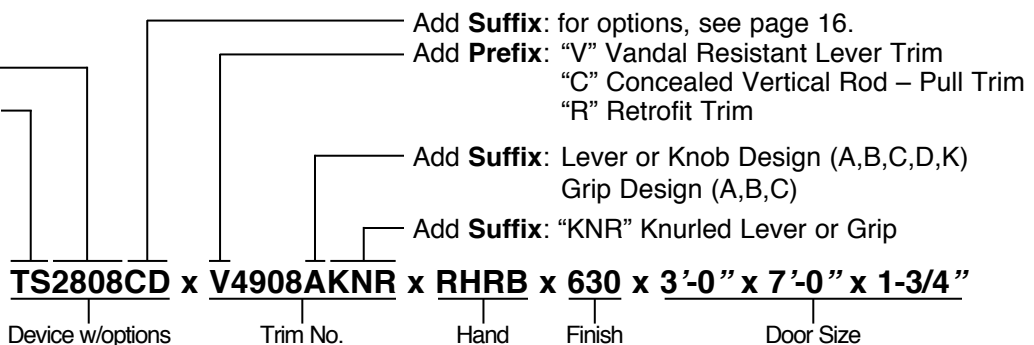 Add Suffix: for options, see page 16.
Add Prefix: “V” Vandal Resistant Lever Trim
“C” Concealed Vertical Rod – Pull Trim
“R” Retrofit Trim
Add Suffix: Lever or Knob Design (A,B,C,D,K)
Grip Design (A,B,C)
Add Suffix: “KNR” Knurled Lever or Grip
TS2808CD x V4908AKNR x RHRB x 630 x 3'-0" x 7'-0" x 1-3/4"
Device w/options Trim No. Hand Finish Door Size